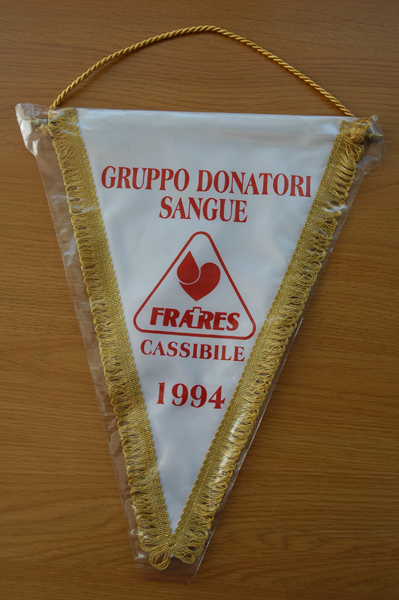 GRUPPO DONATORI
SANGUE
FRATRES
CASSIBILE
1994